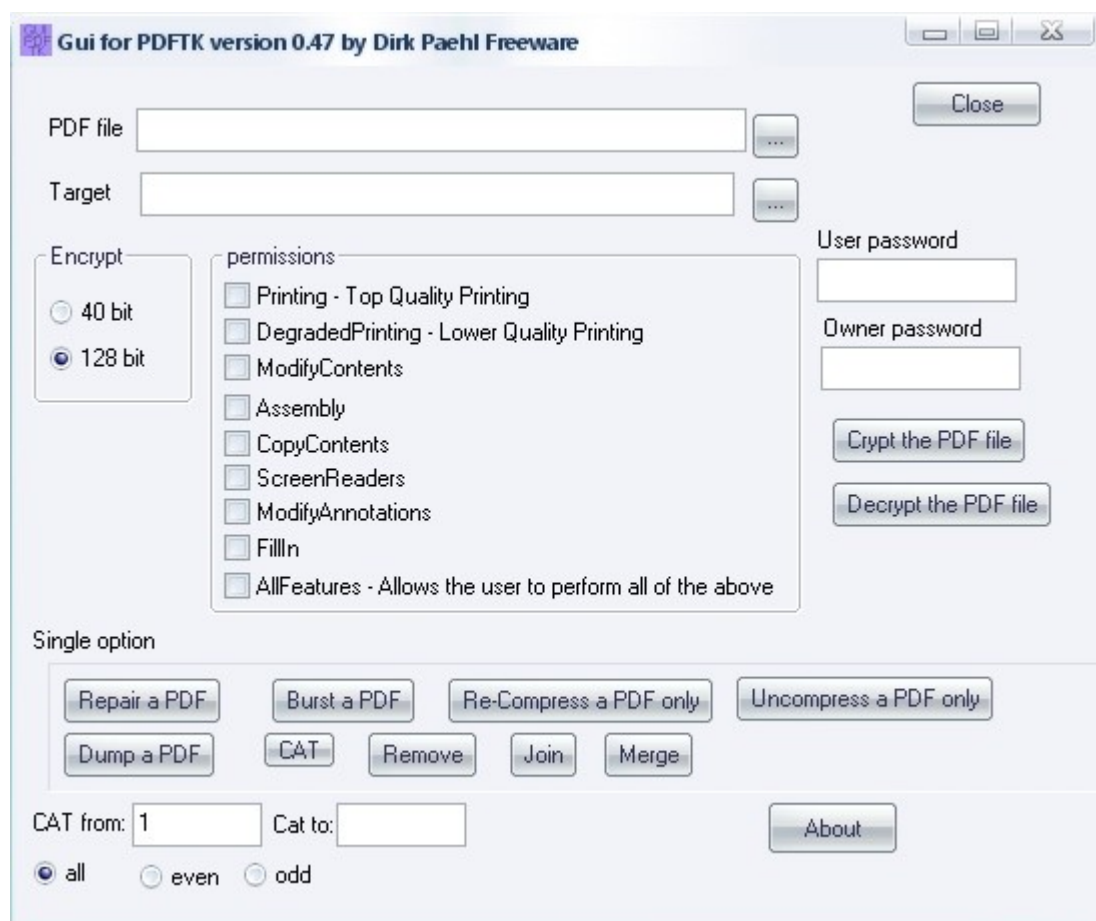 GUI PDF TK
Gui for PDFTK version 0.47 by Dirk Paehl Freeware
Close
PDF file
...
Target
...
User password
Encrypt
permissions
40 bit
128 bit
Printing - Top Quality Printing
DegradedPrinting - Lower Quality Printing
ModifyContents
Assembly
CopyContents
ScreenReaders
ModifyAnnotations
FillIn
AllFeatures - Allows the user to perform all of the above
Owner password
Crypt the PDF file
Decrypt the PDF file
Single option
Repair a PDF Burst a PDF Re-Compress a PDF only Uncompress a PDF only
Dump a PDF CAT Remove Join Merge
CAT from: 1 Cat to:
About
all even odd